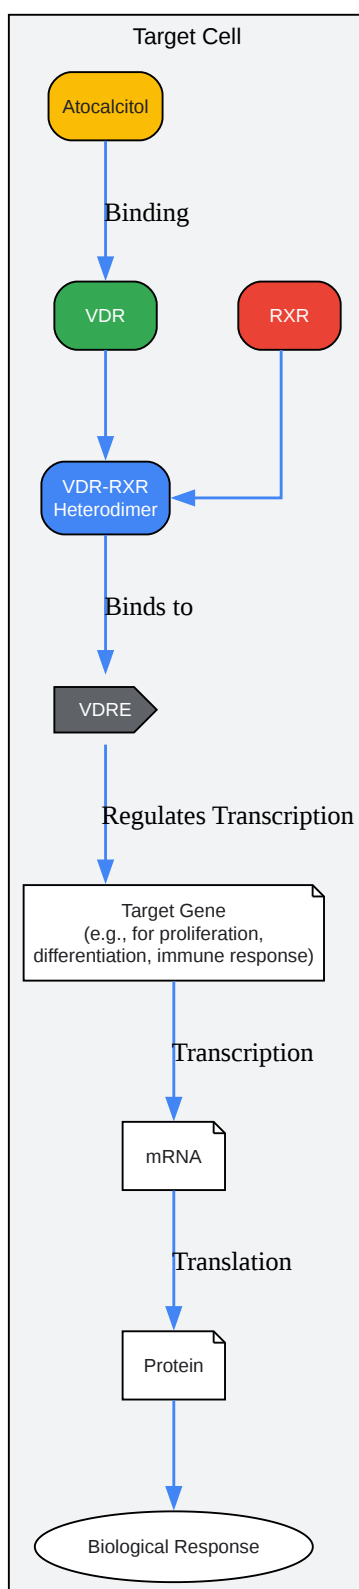 Target Cell
Atocalcitol
Binding
VDR
RXR
VDR-RXR
Heterodimer
Binds to
VDRE
Regulates Transcription
Target Gene
(e.g., for proliferation,
differentiation, immune response)
Transcription
mRNA
Translation
Protein
Biological Response